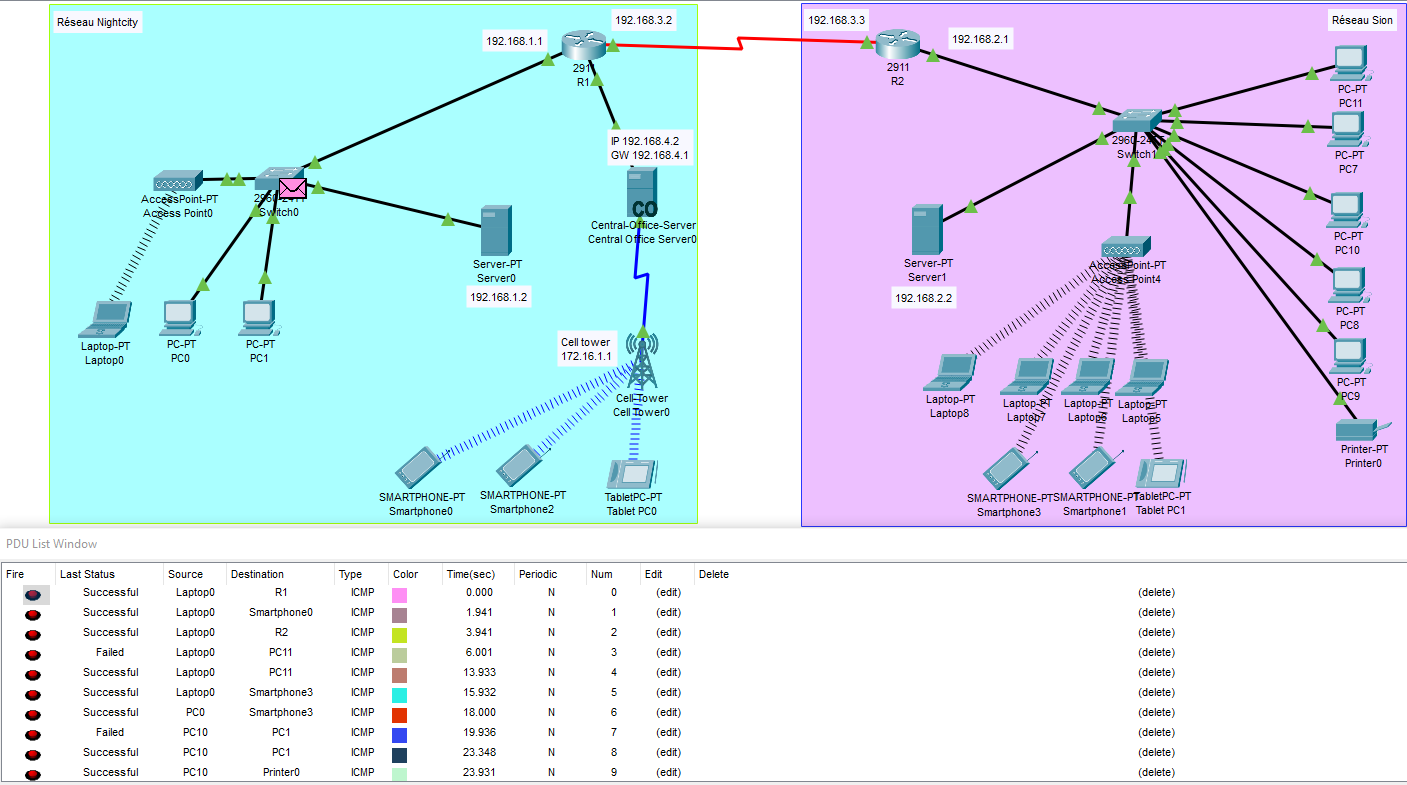 Réseau Nightcity
192.168.3.2
192.168.1.1
2911
R1
IP 192.168.4.2
GW 192.168.4.1
CO
Central-Office-Server
Central Office Server0
AccessPoint-PT
Access Point0
2960-24TT
Switch0
Server-PT
Server0
192.168.1.2
Laptop-PT
Laptop0
PC-PT
PC0
PC-PT
PC1
Cell tower
172.16.1.1
Cell Tower
Cell Tower0
SMARTPHONE-PT
Smartphone0
SMARTPHONE-PT
Smartphone2
TabletPC-PT
Tablet PC0
192.168.3.3
Réseau Sion
192.168.2.1
2911
R2
2960-24TT
Switch1
PC-PT
PC11
PC-PT
PC7
PC-PT
PC10
PC-PT
PC8
PC-PT
PC9
Printer-PT
Printer0
Server-PT
Server1
192.168.2.2
AccessPoint-PT
Access Point4
Laptop-PT
Laptop8
Laptop-PT
Laptop7
Laptop-PT
Laptop6
Laptop-PT
Laptop5
SMARTPHONE-PT
Smartphone3
SMARTPHONE-PT
Smartphone1
TabletPC-PT
Tablet PC1
PDU List Window
Fire Last Status Source Destination Type Color Time(sec) Periodic Num Edit Delete
Successful Laptop0 R1 ICMP 0.000 N 0 (edit) (delete)
Successful Laptop0 Smartphone0 ICMP 1.941 N 1 (edit) (delete)
Successful Laptop0 R2 ICMP 3.941 N 2 (edit) (delete)
Failed Laptop0 PC11 ICMP 6.001 N 3 (edit) (delete)
Successful Laptop0 PC11 ICMP 13.933 N 4 (edit) (delete)
Successful Laptop0 Smartphone3 ICMP 15.932 N 5 (edit) (delete)
Successful PC0 Smartphone3 ICMP 18.000 N 6 (edit) (delete)
Failed PC10 PC1 ICMP 19.936 N 7 (edit) (delete)
Successful PC10 PC1 ICMP 23.348 N 8 (edit) (delete)
Successful PC10 Printer0 ICMP 23.931 N 9 (edit) (delete)